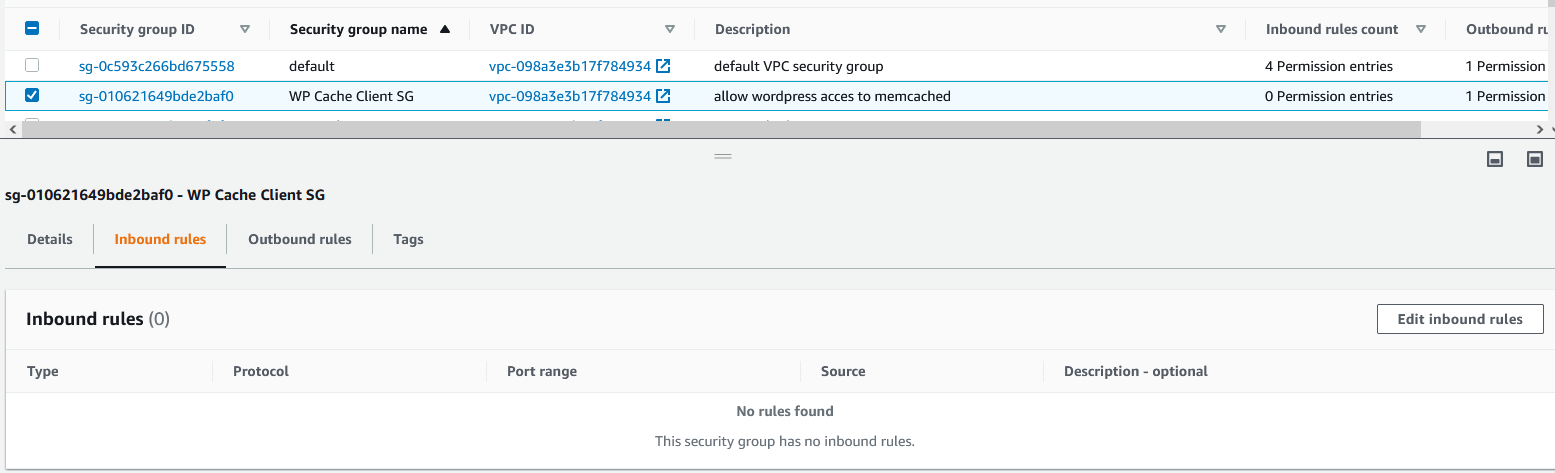 Security group ID Security group name VPC ID Description Inbound rules count Outbound ru
sg-0c593c266bd675558 default vpc-098a3e3b17f784934 default VPC security group 4 Permission entries 1 Permission
sg-010621649bde2baf0 WP Cache Client SG vpc-098a3e3b17f784934 allow wordpress acces to memcached 0 Permission entries 1 Permission
sg-010621649bde2baf0 - WP Cache Client SG
Details Inbound rules Outbound rules Tags
Inbound rules (0) Edit inbound rules
Type Protocol Port range Source Description - optional
No rules found
This security group has no inbound rules.